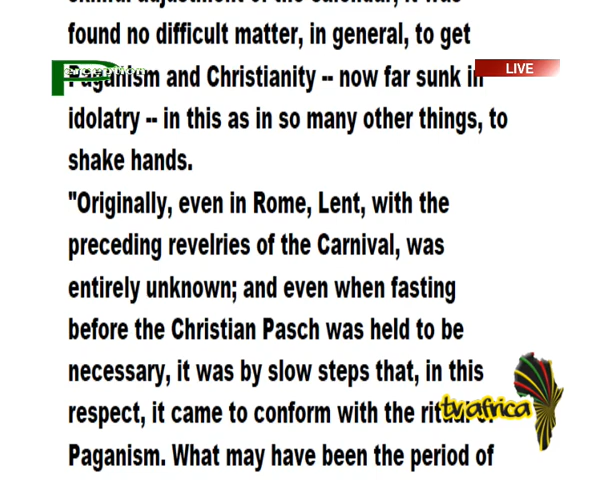 found no difficult matter, in general, to get
Paganism and Christianity -- now far sunk in
LIVE
idolatry -- in this as in so many other things, to
shake hands.
"Originally, even in Rome, Lent, with the
preceding revelries of the Carnival, was
entirely unknown; and even when fasting
before the Christian Pasch was held to be
necessary, it was by slow steps that, in this
respect, it came to conform with the ritual of
tv africa
Paganism. What may have been the period of